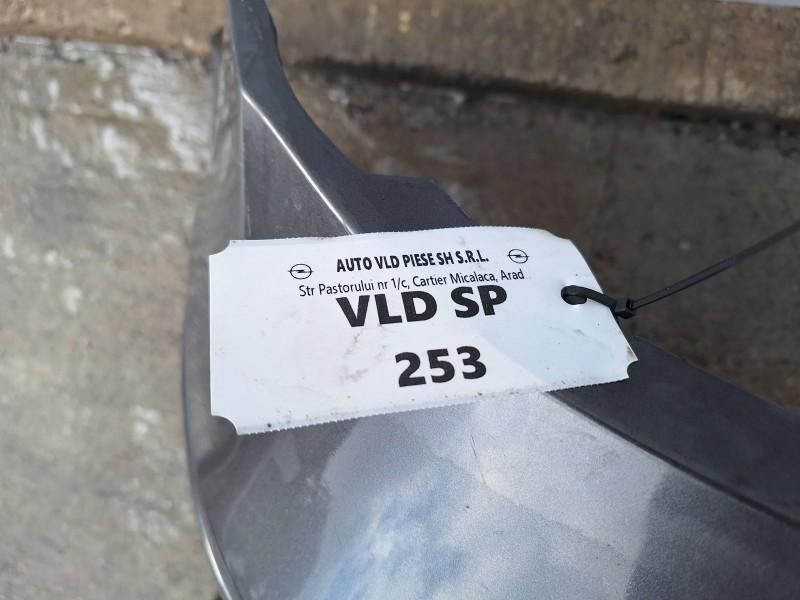 AUTO VLD PIESE SH S.R.L.
Str Pastorului nr 1/c, Cartier Micalaca, Arad
VLD SP
253